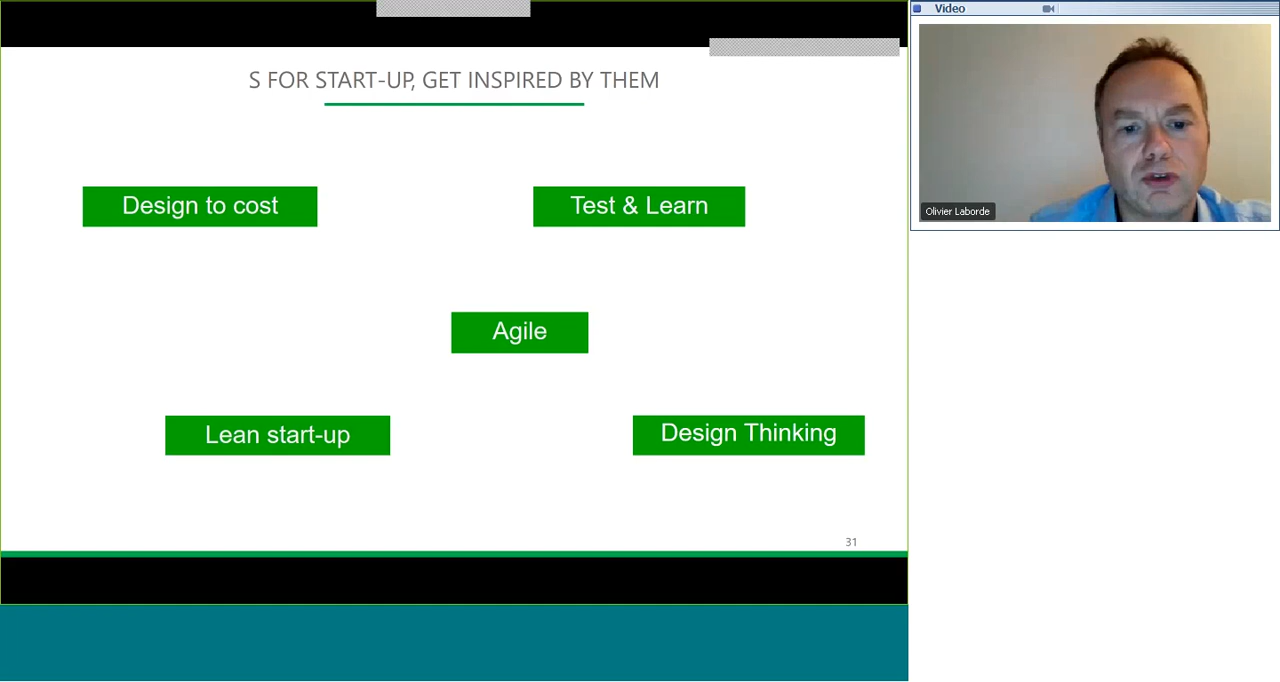 Video
S FOR START-UP, GET INSPIRED BY THEM
Design to cost
Test & Learn
Olivier Laborde
Agile
Lean start-up
Design Thinking
31